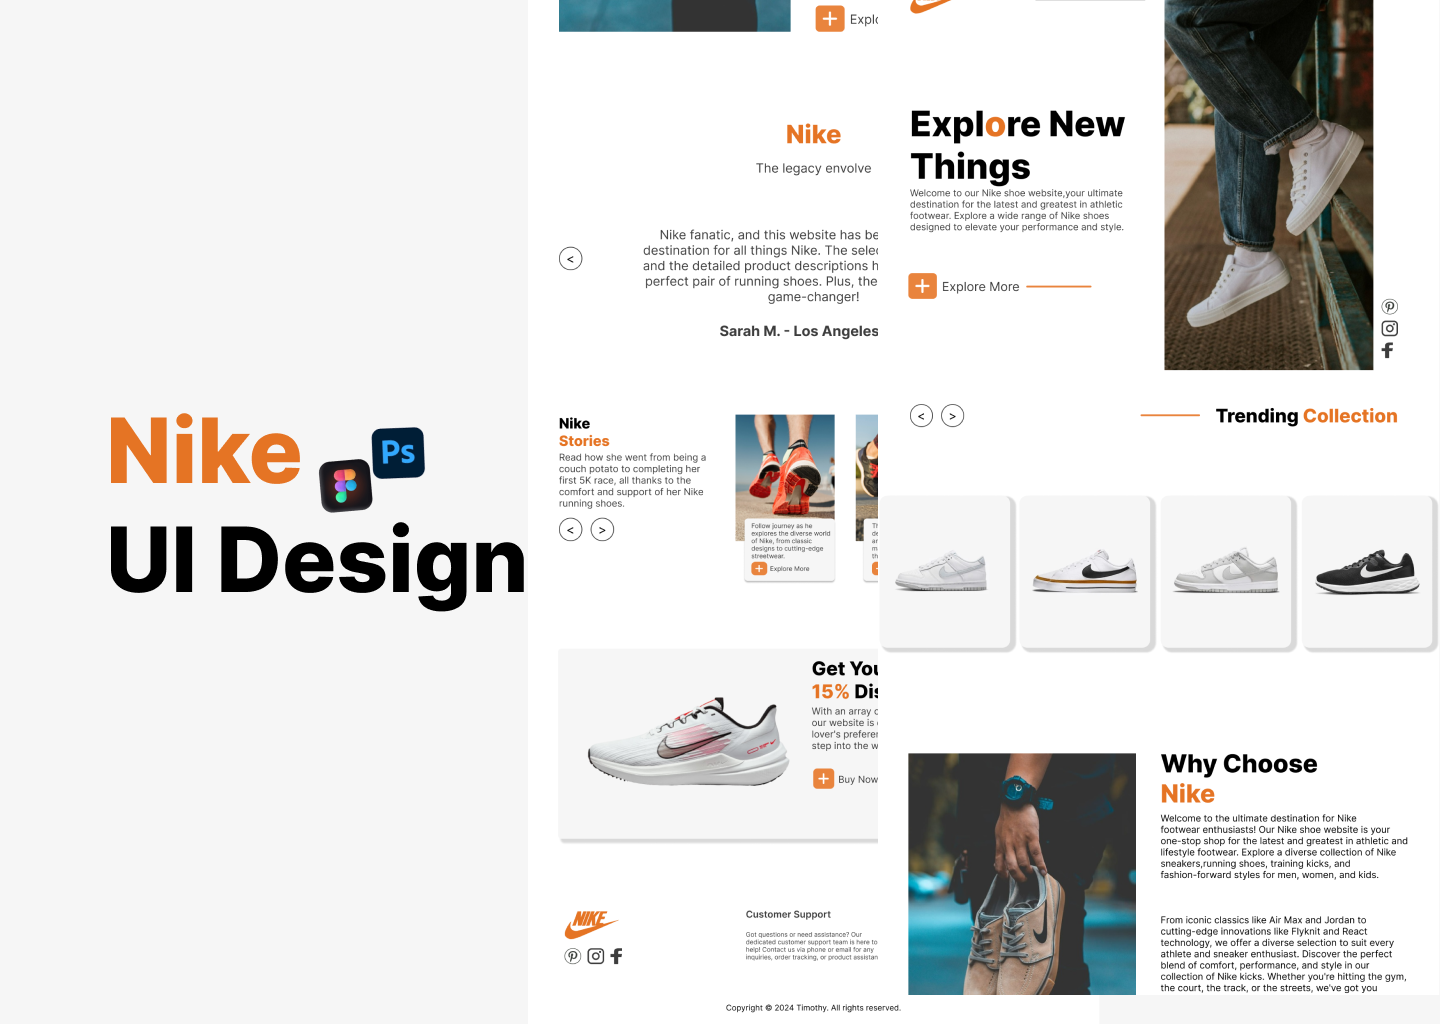 Nike
Ps
UI Design
Explo
Nike
The legacy envolve
Nike fanatic, and this website has be
destination for all things Nike. The selec
and the detailed product descriptions h
perfect pair of running shoes. Plus, the
game-changer!
<
Sarah M. - Los Angeles
Nike
Stories
Read how she went from being a
couch potato to completing her
first 5K race, all thanks to the
comfort and support of her Nike
running shoes.
< >
Follow journey as he
explores the diverse world
of Nike, from classic
designs to cutting-edge
streetwear.
Explore More
Th
de
an
m
th
Get You
15% Dis
With an array o
our website is
lover's preferen
step into the w
Buy Now
NIKE
Customer Support
Got questions or need assistance? Our
dedicated customer support team is here to
help! Contact us via phone or email for any
inquiries, order tracking, or product assistan
Copyright © 2024 Timothy. All rights reserved.
Explore New
Things
Welcome to our Nike shoe website,your ultimate
destination for the latest and greatest in athletic
footwear. Explore a wide range of Nike shoes
designed to elevate your performance and style.
Explore More
< >
Trending Collection
Why Choose
Nike
Welcome to the ultimate destination for Nike
footwear enthusiasts! Our Nike shoe website is your
one-stop shop for the latest and greatest in athletic and
lifestyle footwear. Explore a diverse collection of Nike
sneakers,running shoes, training kicks, and
fashion-forward styles for men, women, and kids.
From iconic classics like Air Max and Jordan to
cutting-edge innovations like Flyknit and React
technology, we offer a diverse selection to suit every
athlete and sneaker enthusiast. Discover the perfect
blend of comfort, performance, and style in our
collection of Nike kicks. Whether you're hitting the gym,
the court, the track, or the streets, we've got you